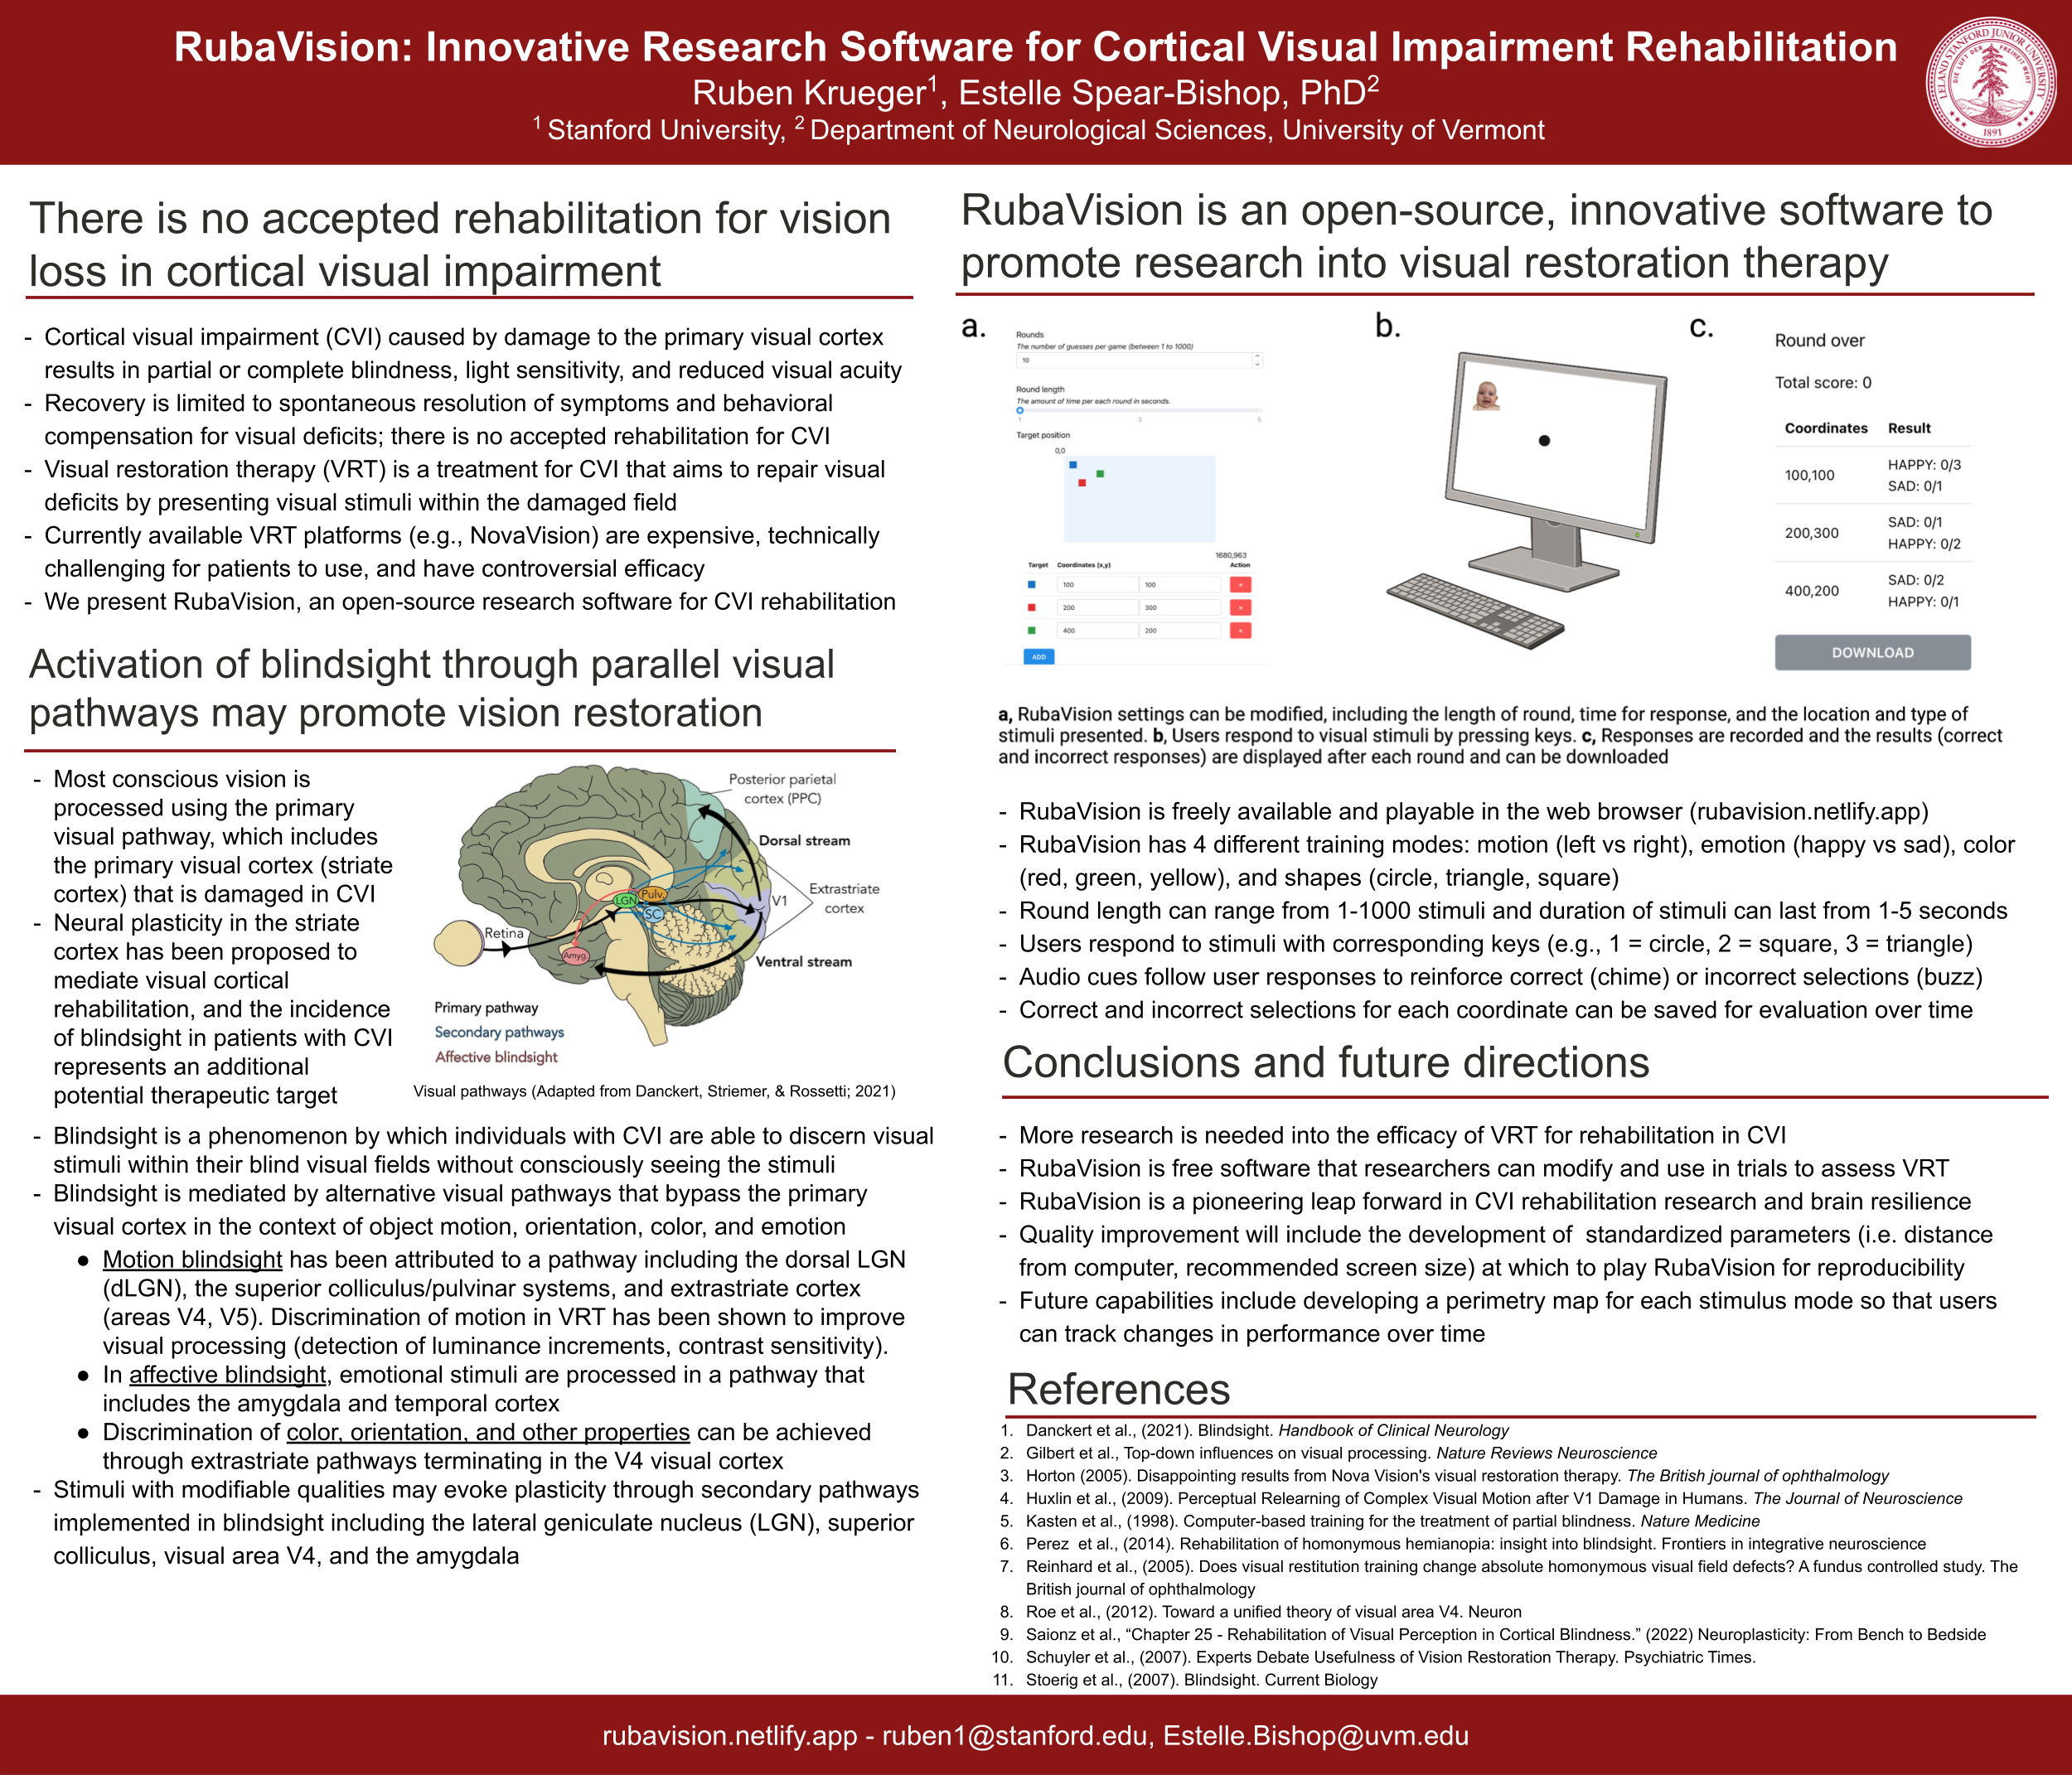 RubaVision: Innovative Research Software for Cortical Visual Impairment Rehabilitation
Ruben Krueger1, Estelle Spear-Bishop, PhD2
1 Stanford University, 2 Department of Neurological Sciences, University of Vermont
LELAND STANFORD JUNIOR UNIVERSITY
DIE LUFT DER FREIHEIT WEHT
1891
There is no accepted rehabilitation for vision
loss in cortical visual impairment
- Cortical visual impairment (CVI) caused by damage to the primary visual cortex
results in partial or complete blindness, light sensitivity, and reduced visual acuity
- Recovery is limited to spontaneous resolution of symptoms and behavioral
compensation for visual deficits; there is no accepted rehabilitation for CVI
- Visual restoration therapy (VRT) is a treatment for CVI that aims to repair visual
deficits by presenting visual stimuli within the damaged field
- Currently available VRT platforms (e.g., NovaVision) are expensive, technically
challenging for patients to use, and have controversial efficacy
- We present RubaVision, an open-source research software for CVI rehabilitation
Activation of blindsight through parallel visual
pathways may promote vision restoration
- Most conscious vision is
processed using the primary
visual pathway, which includes
the primary visual cortex (striate
cortex) that is damaged in CVI
- Neural plasticity in the striate
cortex has been proposed to
mediate visual cortical
rehabilitation, and the incidence
of blindsight in patients with CVI
represents an additional
potential therapeutic target
Posterior parietal
cortex (PPC)
Dorsal stream
Extrastriate
cortex
V1
Pulv.
LGN
SC
Retina
Amyg.
Ventral stream
Primary pathway
Secondary pathways
Affective blindsight
Visual pathways (Adapted from Danckert, Striemer, & Rossetti; 2021)
- Blindsight is a phenomenon by which individuals with CVI are able to discern visual
stimuli within their blind visual fields without consciously seeing the stimuli
- Blindsight is mediated by alternative visual pathways that bypass the primary
visual cortex in the context of object motion, orientation, color, and emotion
● Motion blindsight has been attributed to a pathway including the dorsal LGN
(dLGN), the superior colliculus/pulvinar systems, and extrastriate cortex
(areas V4, V5). Discrimination of motion in VRT has been shown to improve
visual processing (detection of luminance increments, contrast sensitivity).
● In affective blindsight, emotional stimuli are processed in a pathway that
includes the amygdala and temporal cortex
● Discrimination of color, orientation, and other properties can be achieved
through extrastriate pathways terminating in the V4 visual cortex
- Stimuli with modifiable qualities may evoke plasticity through secondary pathways
implemented in blindsight including the lateral geniculate nucleus (LGN), superior
colliculus, visual area V4, and the amygdala
RubaVision is an open-source, innovative software to
promote research into visual restoration therapy
a.
Rounds
The number of guesses per game (between 1 to 1000)
10
Round length
The amount of time per each round in seconds.
1 3 5
Target position
0,0
1680,963
Target Coordinates (x,y) Action
100 100 ×
200 300 ×
400 200 ×
ADD
b.
c.
Round over
Total score: 0
Coordinates Result
100,100 HAPPY: 0/3
SAD: 0/1
200,300 SAD: 0/1
HAPPY: 0/2
400,200 SAD: 0/2
HAPPY: 0/1
DOWNLOAD
a, RubaVision settings can be modified, including the length of round, time for response, and the location and type of
stimuli presented. b, Users respond to visual stimuli by pressing keys. c, Responses are recorded and the results (correct
and incorrect responses) are displayed after each round and can be downloaded
- RubaVision is freely available and playable in the web browser (rubavision.netlify.app)
- RubaVision has 4 different training modes: motion (left vs right), emotion (happy vs sad), color
(red, green, yellow), and shapes (circle, triangle, square)
- Round length can range from 1-1000 stimuli and duration of stimuli can last from 1-5 seconds
- Users respond to stimuli with corresponding keys (e.g., 1 = circle, 2 = square, 3 = triangle)
- Audio cues follow user responses to reinforce correct (chime) or incorrect selections (buzz)
- Correct and incorrect selections for each coordinate can be saved for evaluation over time
Conclusions and future directions
- More research is needed into the efficacy of VRT for rehabilitation in CVI
- RubaVision is free software that researchers can modify and use in trials to assess VRT
- RubaVision is a pioneering leap forward in CVI rehabilitation research and brain resilience
- Quality improvement will include the development of standardized parameters (i.e. distance
from computer, recommended screen size) at which to play RubaVision for reproducibility
- Future capabilities include developing a perimetry map for each stimulus mode so that users
can track changes in performance over time
References
1. Danckert et al., (2021). Blindsight. Handbook of Clinical Neurology
2. Gilbert et al., Top-down influences on visual processing. Nature Reviews Neuroscience
3. Horton (2005). Disappointing results from Nova Vision's visual restoration therapy. The British journal of ophthalmology
4. Huxlin et al., (2009). Perceptual Relearning of Complex Visual Motion after V1 Damage in Humans. The Journal of Neuroscience
5. Kasten et al., (1998). Computer-based training for the treatment of partial blindness. Nature Medicine
6. Perez et al., (2014). Rehabilitation of homonymous hemianopia: insight into blindsight. Frontiers in integrative neuroscience
7. Reinhard et al., (2005). Does visual restitution training change absolute homonymous visual field defects? A fundus controlled study. The
British journal of ophthalmology
8. Roe et al., (2012). Toward a unified theory of visual area V4. Neuron
9. Saionz et al., “Chapter 25 - Rehabilitation of Visual Perception in Cortical Blindness.” (2022) Neuroplasticity: From Bench to Bedside
10. Schuyler et al., (2007). Experts Debate Usefulness of Vision Restoration Therapy. Psychiatric Times.
11. Stoerig et al., (2007). Blindsight. Current Biology
rubavision.netlify.app - ruben1@stanford.edu, Estelle.Bishop@uvm.edu